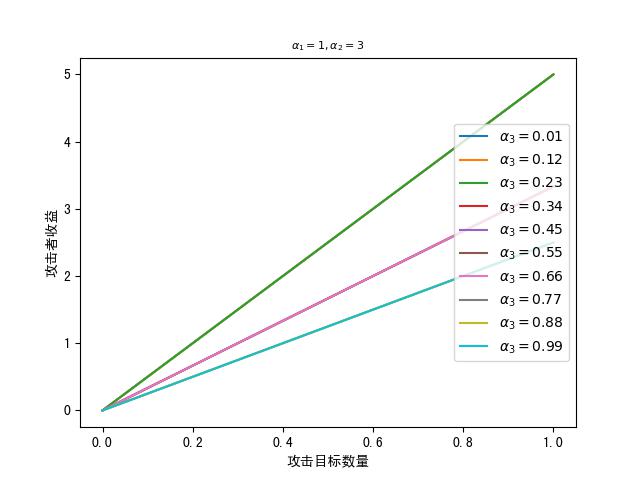 α₁ = 1, α₂ = 3
5
4
3
2
1
0
攻击者收益
α₃ = 0.01
α₃ = 0.12
α₃ = 0.23
α₃ = 0.34
α₃ = 0.45
α₃ = 0.55
α₃ = 0.66
α₃ = 0.77
α₃ = 0.88
α₃ = 0.99
0.0 0.2 0.4 0.6 0.8 1.0
攻击目标数量